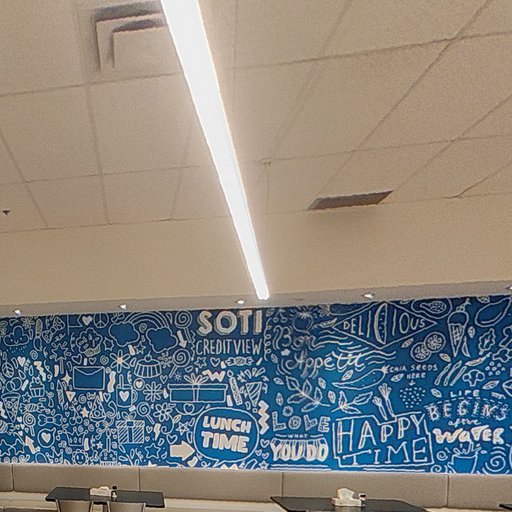 SOTI
CREDITVIEW
LUNCH
TIME
Bon
Appetit
DELICIOUS
CHIA SEEDS
HERE
LOVE
WHAT
YOU DO
HAPPY
TIME
LIFE
BEGINS
after
WATER